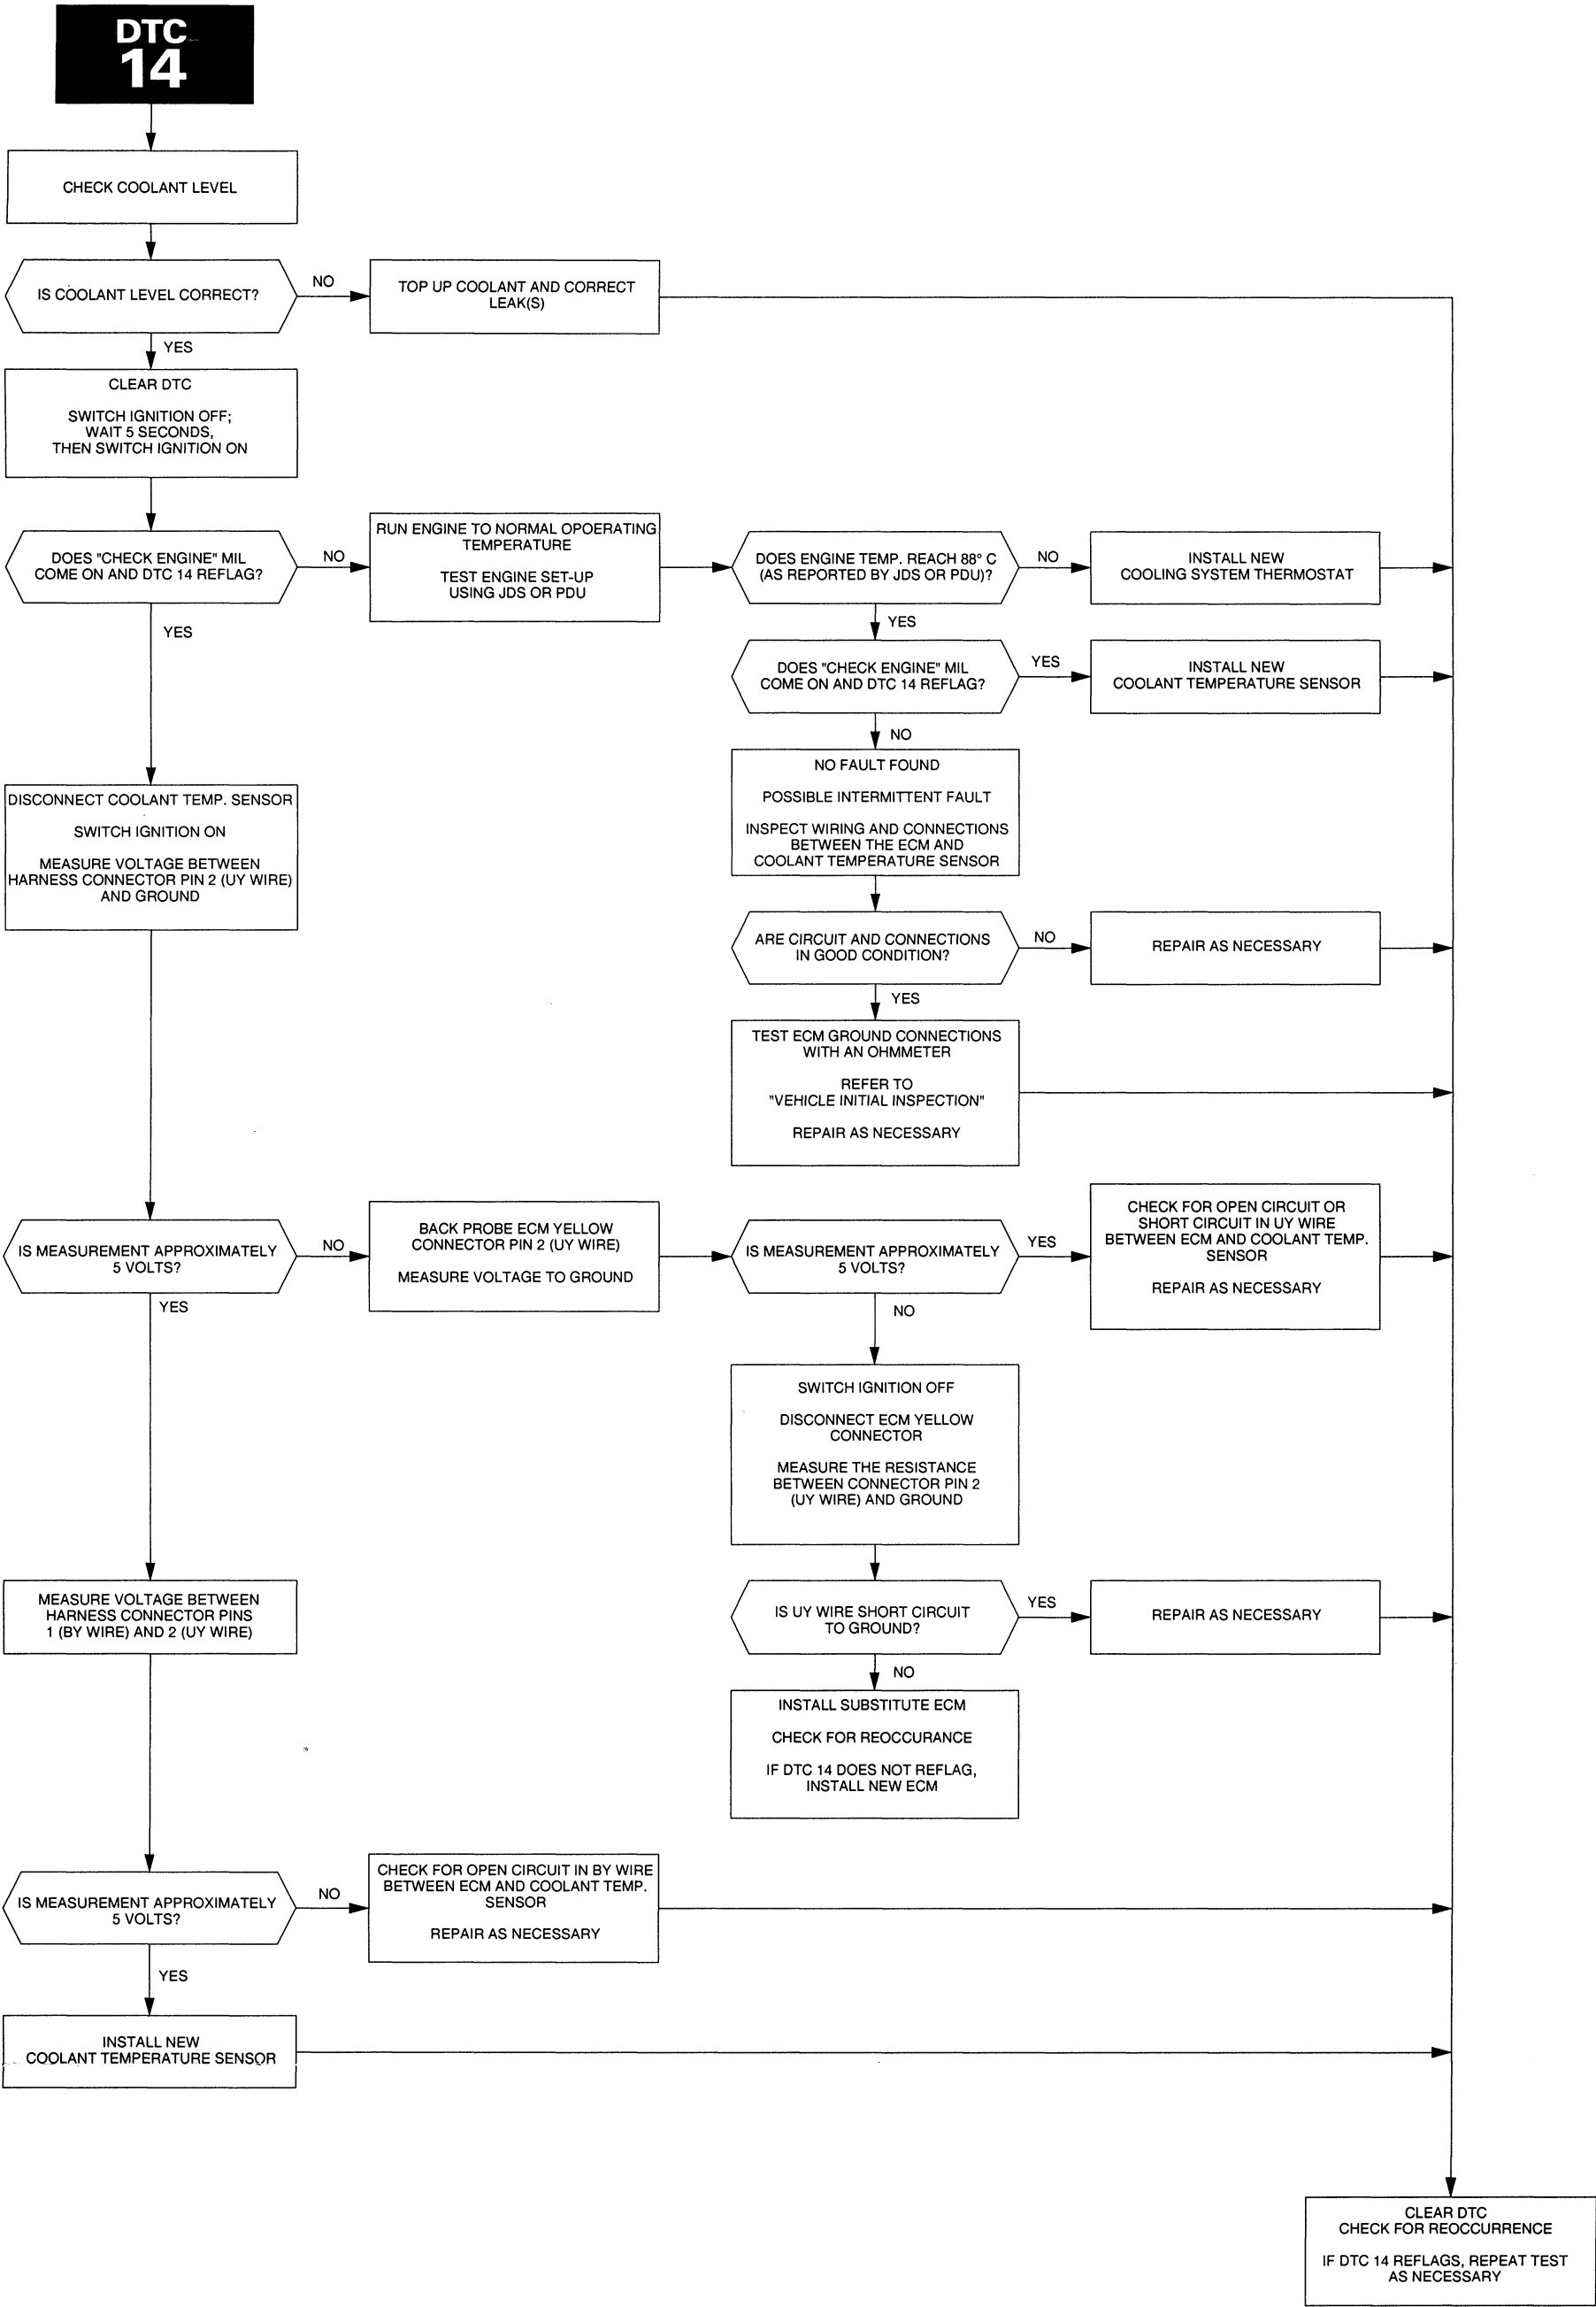 DTC
14
CHECK COOLANT LEVEL
IS COOLANT LEVEL CORRECT?
NO
TOP UP COOLANT AND CORRECT
LEAK(S)
YES
CLEAR DTC
SWITCH IGNITION OFF;
WAIT 5 SECONDS,
THEN SWITCH IGNITION ON
DOES "CHECK ENGINE" MIL
COME ON AND DTC 14 REFLAG?
NO
RUN ENGINE TO NORMAL OPOERATING
TEMPERATURE
TEST ENGINE SET-UP
USING JDS OR PDU
DOES ENGINE TEMP. REACH 88° C
(AS REPORTED BY JDS OR PDU)?
NO
INSTALL NEW
COOLING SYSTEM THERMOSTAT
YES
YES
DOES "CHECK ENGINE" MIL
COME ON AND DTC 14 REFLAG?
YES
INSTALL NEW
COOLANT TEMPERATURE SENSOR
NO
NO FAULT FOUND
POSSIBLE INTERMITTENT FAULT
INSPECT WIRING AND CONNECTIONS
BETWEEN THE ECM AND
COOLANT TEMPERATURE SENSOR
DISCONNECT COOLANT TEMP. SENSOR
SWITCH IGNITION ON
MEASURE VOLTAGE BETWEEN
HARNESS CONNECTOR PIN 2 (UY WIRE)
AND GROUND
ARE CIRCUIT AND CONNECTIONS
IN GOOD CONDITION?
NO
REPAIR AS NECESSARY
YES
TEST ECM GROUND CONNECTIONS
WITH AN OHMMETER
REFER TO
"VEHICLE INITIAL INSPECTION"
REPAIR AS NECESSARY
IS MEASUREMENT APPROXIMATELY
5 VOLTS?
NO
BACK PROBE ECM YELLOW
CONNECTOR PIN 2 (UY WIRE)
MEASURE VOLTAGE TO GROUND
IS MEASUREMENT APPROXIMATELY
5 VOLTS?
YES
CHECK FOR OPEN CIRCUIT OR
SHORT CIRCUIT IN UY WIRE
BETWEEN ECM AND COOLANT TEMP.
SENSOR
REPAIR AS NECESSARY
YES
NO
SWITCH IGNITION OFF
DISCONNECT ECM YELLOW
CONNECTOR
MEASURE THE RESISTANCE
BETWEEN CONNECTOR PIN 2
(UY WIRE) AND GROUND
MEASURE VOLTAGE BETWEEN
HARNESS CONNECTOR PINS
1 (BY WIRE) AND 2 (UY WIRE)
IS UY WIRE SHORT CIRCUIT
TO GROUND?
YES
REPAIR AS NECESSARY
NO
INSTALL SUBSTITUTE ECM
CHECK FOR REOCCURANCE
IF DTC 14 DOES NOT REFLAG,
INSTALL NEW ECM
IS MEASUREMENT APPROXIMATELY
5 VOLTS?
NO
CHECK FOR OPEN CIRCUIT IN BY WIRE
BETWEEN ECM AND COOLANT TEMP.
SENSOR
REPAIR AS NECESSARY
YES
INSTALL NEW
COOLANT TEMPERATURE SENSOR
CLEAR DTC
CHECK FOR REOCCURRENCE
IF DTC 14 REFLAGS, REPEAT TEST
AS NECESSARY